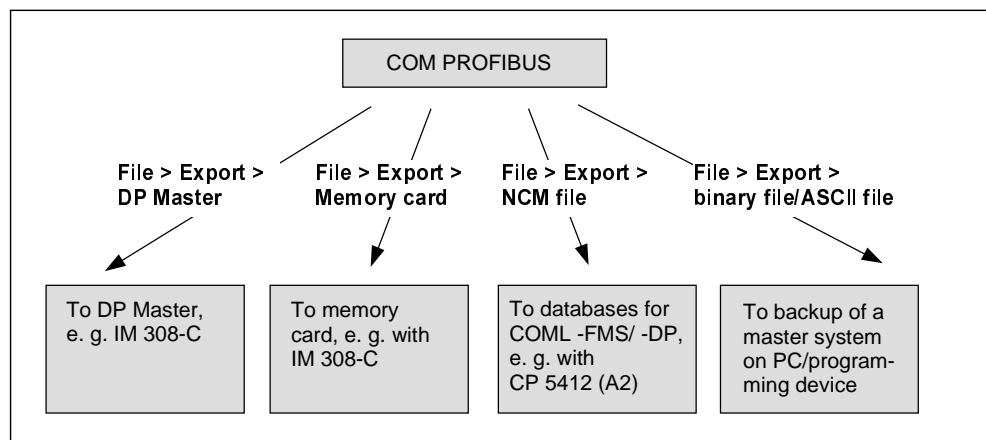 COM PROFIBUS
File > Export >
DP Master
File > Export >
Memory card
File > Export >
NCM file
File > Export >
binary file/ASCII file
To DP Master,
e. g. IM 308-C
To memory
card, e. g. with
IM 308-C
To databases for
COML -FMS/ -DP,
e. g. with
CP 5412 (A2)
To backup of a
master system
on PC/program-
ming device